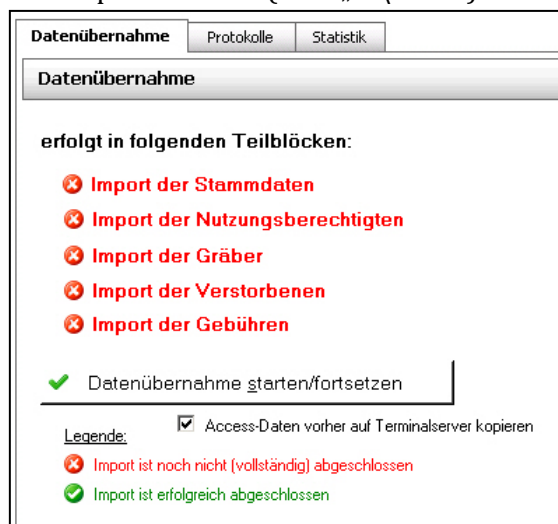 Datenübernahme Protokolle Statistik
Datenübernahme
erfolgt in folgenden Teilblöcken:
Import der Stammdaten
Import der Nutzungsberechtigten
Import der Gräber
Import der Verstorbenen
Import der Gebühren
Datenübernahme starten/fortsetzen
Access-Daten vorher auf Terminalserver kopieren
Legende:
Import ist noch nicht (vollständig) abgeschlossen
Import ist erfolgreich abgeschlossen